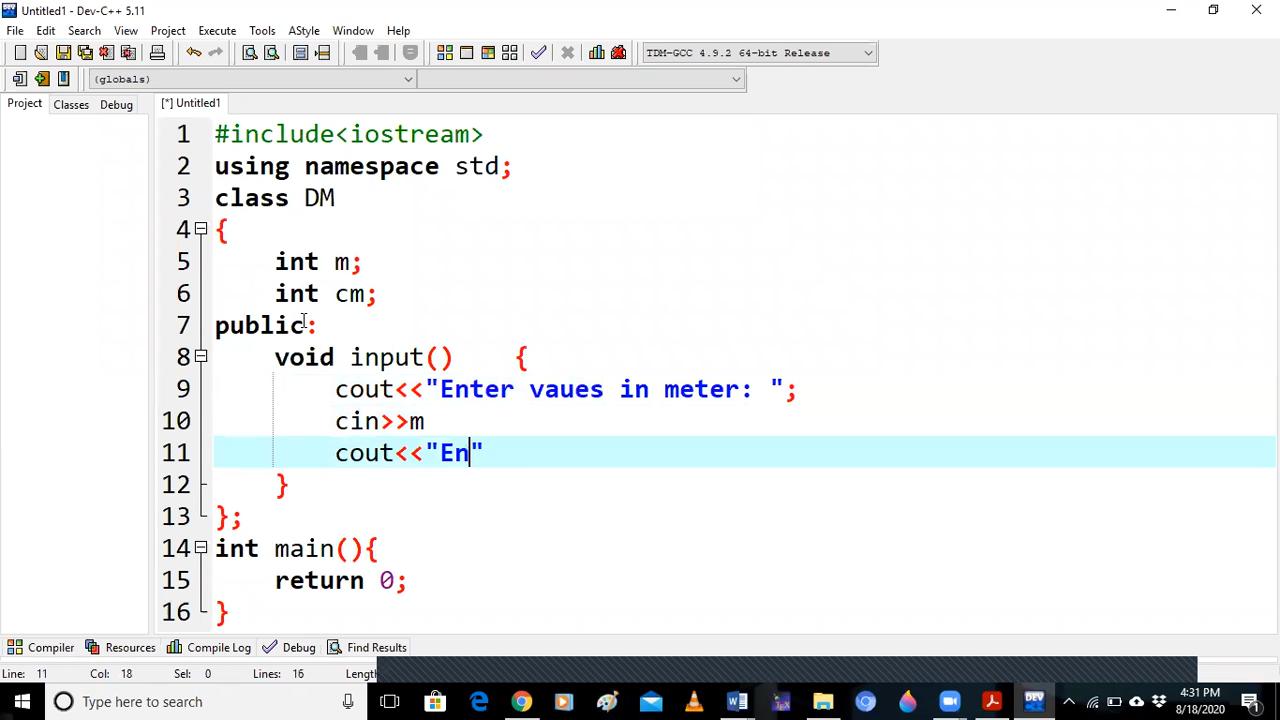 Untitled1 - Dev-C++ 5.11
File Edit Search View Project Execute Tools AStyle Window Help
TDM-GCC 4.9.2 64-bit Release
(globals)
Project Classes Debug [*] Untitled1
1 #include<iostream>
2 using namespace std;
3 class DM
4 {
5 int m;
6 int cm;
7 public:
8 void input() {
9 cout<<"Enter vaues in meter: ";
10 cin>>m
11 cout<<"En"
12 }
13 };
14 int main(){
15 return 0;
16 }
Compiler Resources Compile Log Debug Find Results
Line: 11 Col: 18 Sel: 0 Lines: 16 Length
Type here to search
DEV
4:31 PM
8/18/2020
1